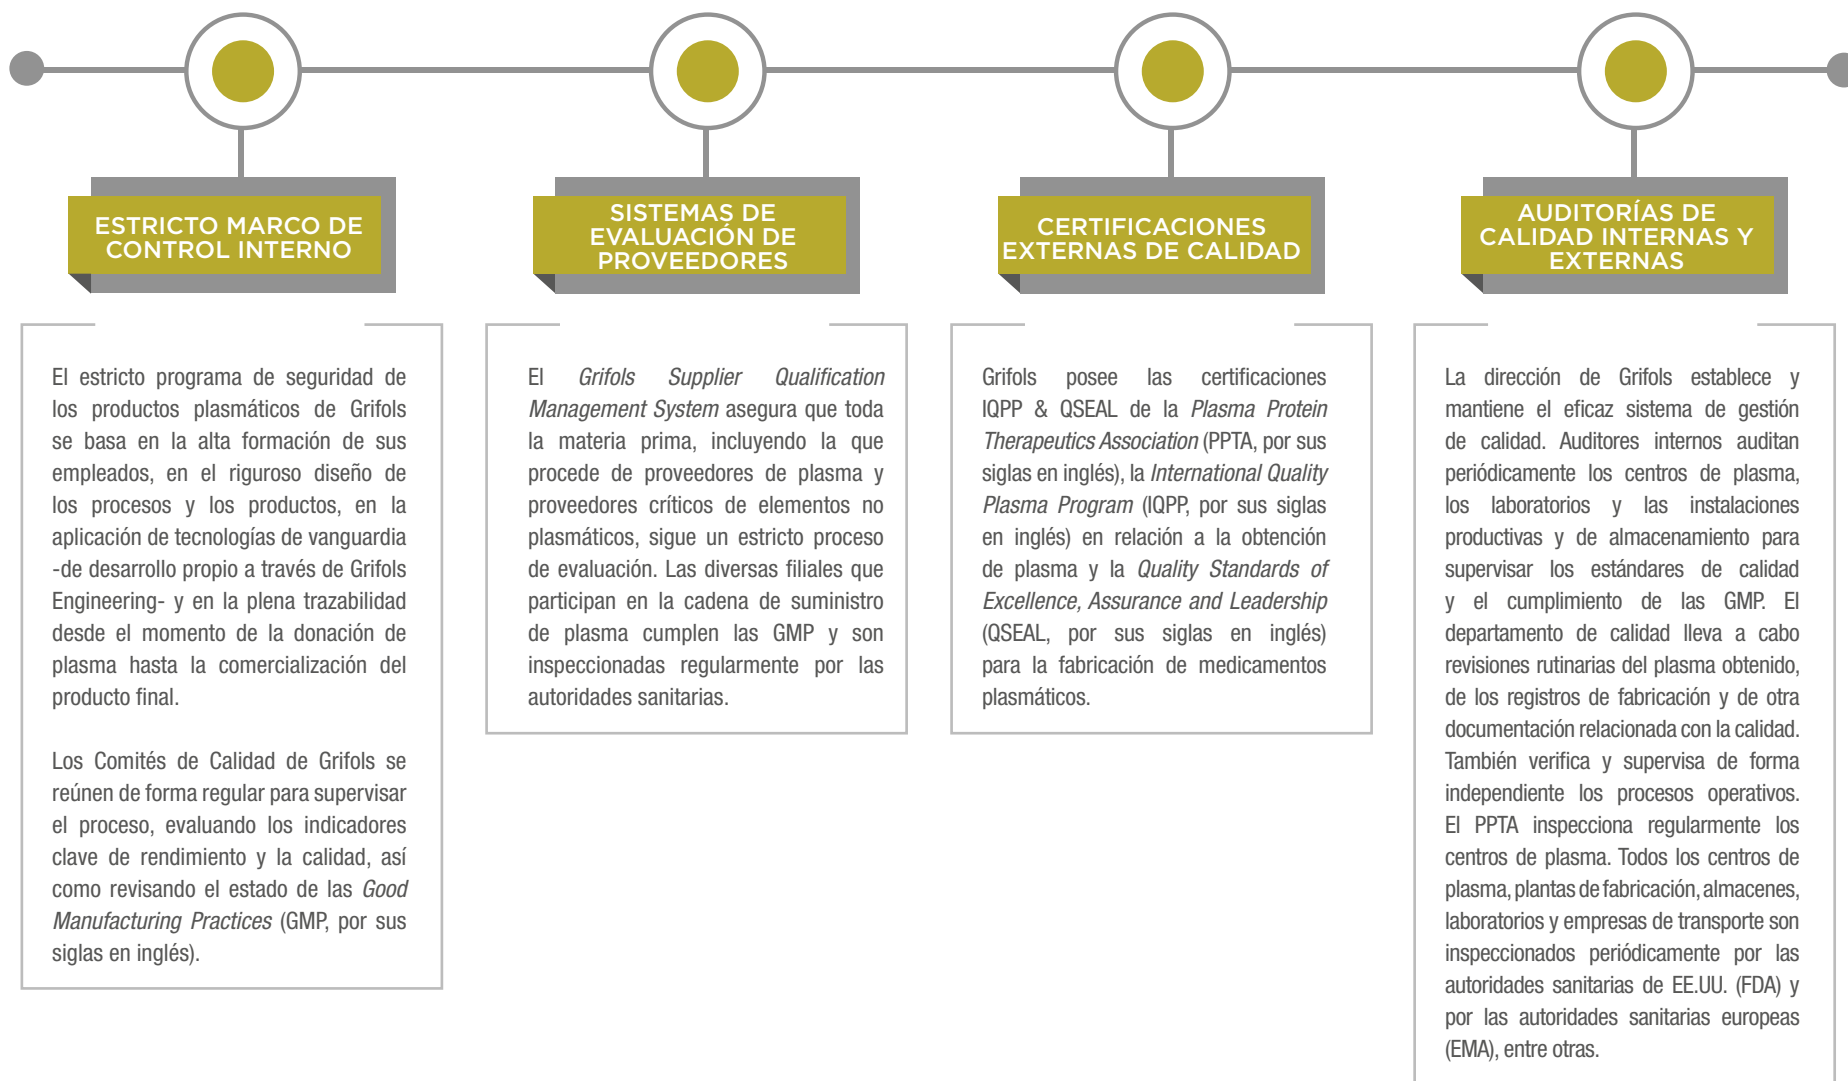 ESTRICTO MARCO DE
CONTROL INTERNO
El estricto programa de seguridad de
los productos plasmáticos de Grifols
se basa en la alta formación de sus
empleados, en el riguroso diseño de
los procesos y los productos, en la
aplicación de tecnologías de vanguardia
-de desarrollo propio a través de Grifols
Engineering- y en la plena trazabilidad
desde el momento de la donación de
plasma hasta la comercialización del
producto final.
Los Comités de Calidad de Grifols se
reúnen de forma regular para supervisar
el proceso, evaluando los indicadores
clave de rendimiento y la calidad, así
como revisando el estado de las Good
Manufacturing Practices (GMP, por sus
siglas en inglés).
SISTEMAS DE
EVALUACIÓN DE
PROVEEDORES
El Grifols Supplier Qualification
Management System asegura que toda
la materia prima, incluyendo la que
procede de proveedores de plasma y
proveedores críticos de elementos no
plasmáticos, sigue un estricto proceso
de evaluación. Las diversas filiales que
participan en la cadena de suministro
de plasma cumplen las GMP y son
inspeccionadas regularmente por las
autoridades sanitarias.
CERTIFICACIONES
EXTERNAS DE CALIDAD
Grifols posee las certificaciones
IQPP & QSEAL de la Plasma Protein
Therapeutics Association (PPTA, por sus
siglas en inglés), la International Quality
Plasma Program (IQPP, por sus siglas
en inglés) en relación a la obtención
de plasma y la Quality Standards of
Excellence, Assurance and Leadership
(QSEAL, por sus siglas en inglés)
para la fabricación de medicamentos
plasmáticos.
AUDITORÍAS DE
CALIDAD INTERNAS Y
EXTERNAS
La dirección de Grifols establece y
mantiene el eficaz sistema de gestión
de calidad. Auditores internos auditan
periódicamente los centros de plasma,
los laboratorios y las instalaciones
productivas y de almacenamiento para
supervisar los estándares de calidad
y el cumplimiento de las GMP. El
departamento de calidad lleva a cabo
revisiones rutinarias del plasma obtenido,
de los registros de fabricación y de otra
documentación relacionada con la calidad.
También verifica y supervisa de forma
independiente los procesos operativos.
El PPTA inspecciona regularmente los
centros de plasma. Todos los centros de
plasma, plantas de fabricación, almacenes,
laboratorios y empresas de transporte son
inspeccionados periódicamente por las
autoridades sanitarias de EE.UU. (FDA) y
por las autoridades sanitarias europeas
(EMA), entre otras.